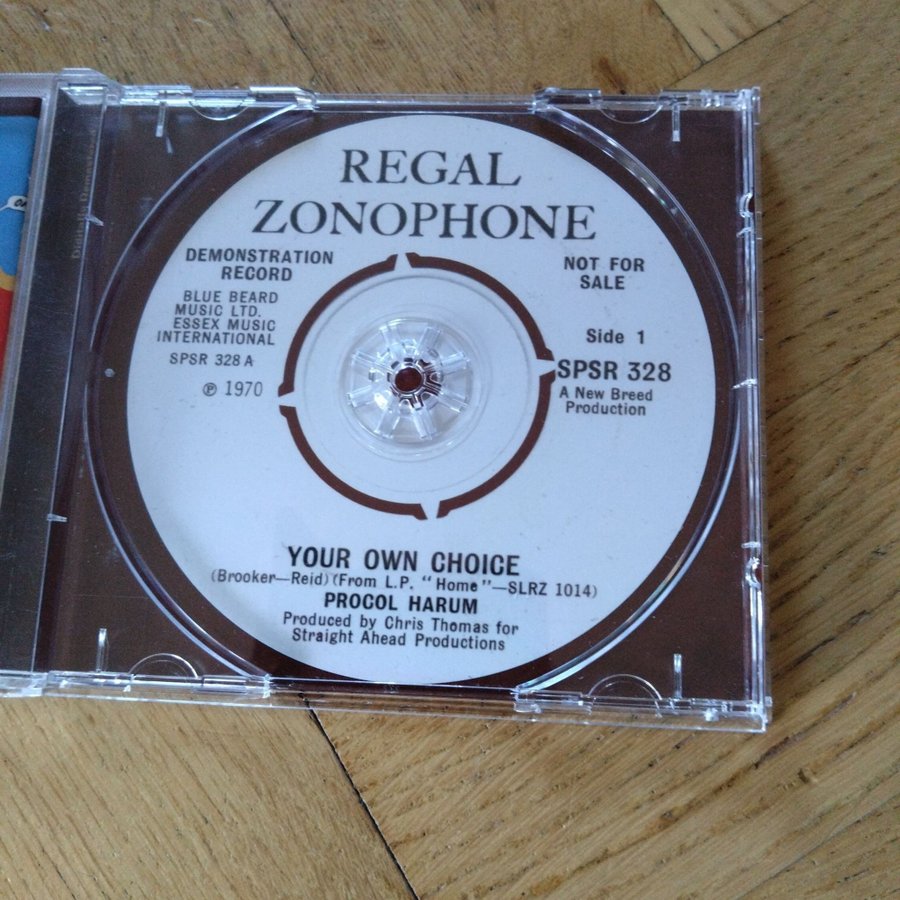 REGAL
ZONOPHONE
DEMONSTRATION
RECORD
NOT FOR
SALE
BLUE BEARD
MUSIC LTD.
ESSEX MUSIC
INTERNATIONAL
SPSR 328 A
℗ 1970
Side 1
SPSR 328
A New Breed
Production
YOUR OWN CHOICE
(Brooker—Reid) (From L.P. "Home"—SLRZ 1014)
PROCOL HARUM
Produced by Chris Thomas for
Straight Ahead Productions